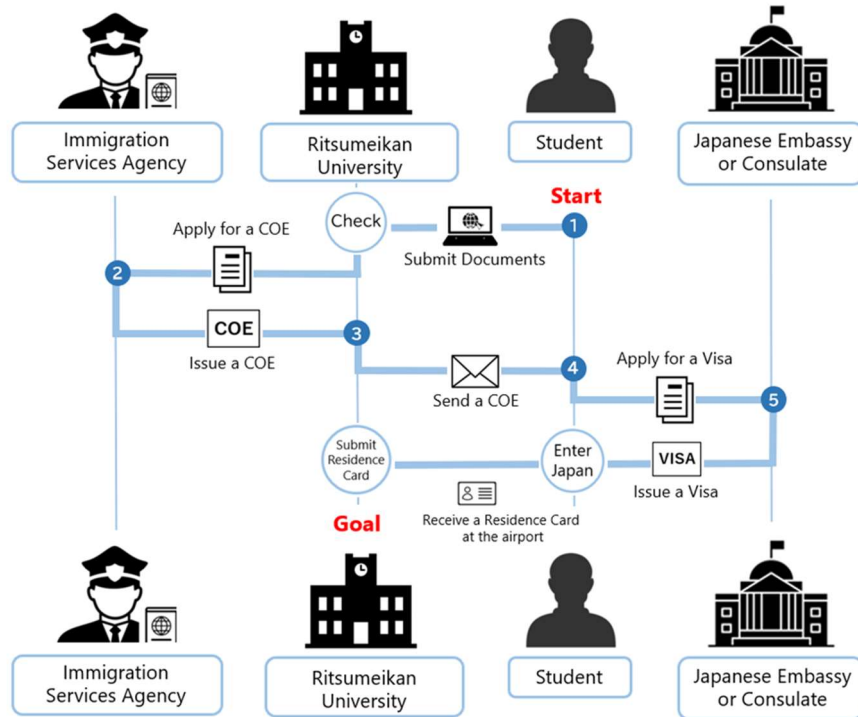 Immigration
Services Agency
Ritsumeikan
University
Student
Japanese Embassy
or Consulate
Start
Check
1
Apply for a COE
Submit Documents
2
COE
3
Issue a COE
4
Apply for a Visa
Send a COE
5
Submit
Residence
Card
Enter
Japan
VISA
Issue a Visa
Goal
Receive a Residence Card
at the airport
Immigration
Services Agency
Ritsumeikan
University
Student
Japanese Embassy
or Consulate